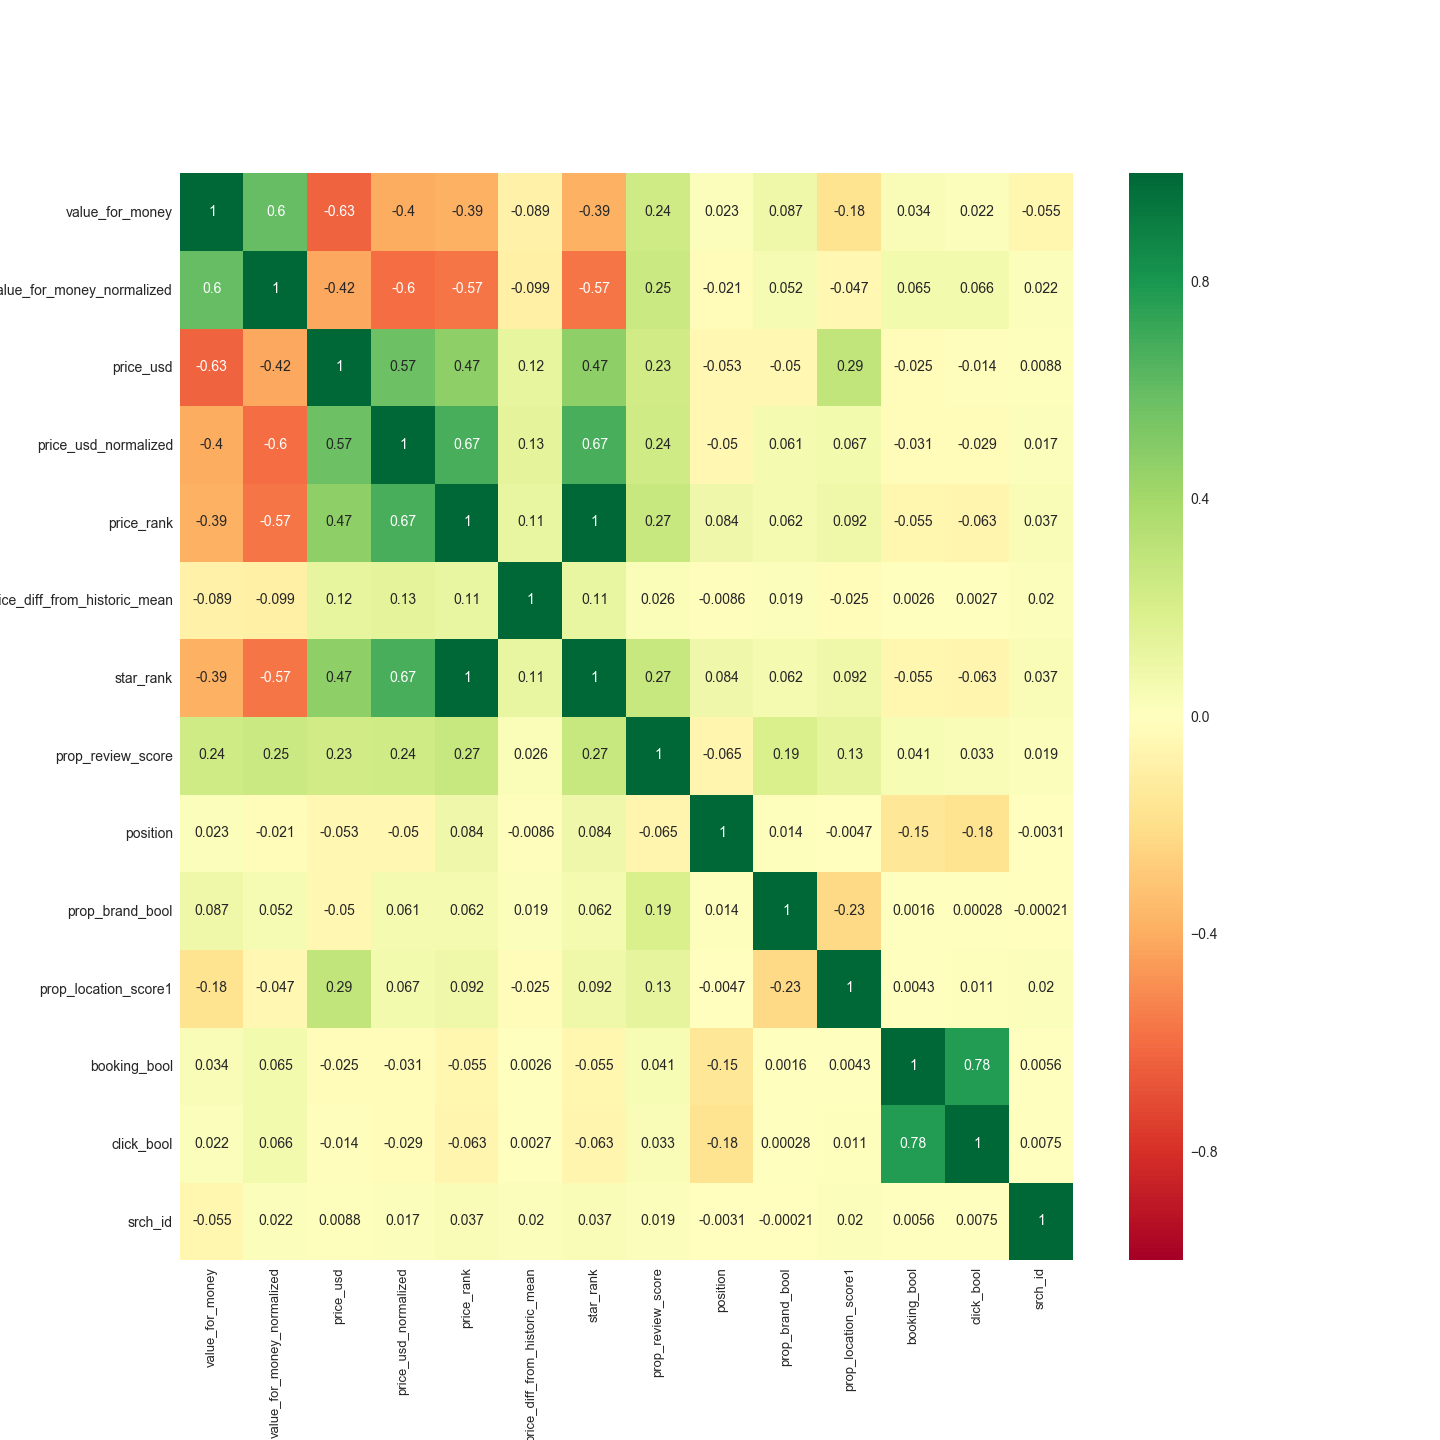 value_for_money 1 0.6 -0.63 -0.4 -0.39 -0.089 -0.39 0.24 0.023 0.087 -0.18 0.034 0.022 -0.055
alue_for_money_normalized 0.6 1 -0.42 -0.6 -0.57 -0.099 -0.57 0.25 -0.021 0.052 -0.047 0.065 0.066 0.022
0.8
price_usd -0.63 -0.42 1 0.57 0.47 0.12 0.47 0.23 -0.053 -0.05 0.29 -0.025 -0.014 0.0088
price_usd_normalized -0.4 -0.6 0.57 1 0.67 0.13 0.67 0.24 -0.05 0.061 0.067 -0.031 -0.029 0.017
0.4
price_rank -0.39 -0.57 0.47 0.67 1 0.11 1 0.27 0.084 0.062 0.092 -0.055 -0.063 0.037
ice_diff_from_historic_mean -0.089 -0.099 0.12 0.13 0.11 1 0.11 0.026 -0.0086 0.019 -0.025 0.0026 0.0027 0.02
star_rank -0.39 -0.57 0.47 0.67 1 0.11 1 0.27 0.084 0.062 0.092 -0.055 -0.063 0.037
0.0
prop_review_score 0.24 0.25 0.23 0.24 0.27 0.026 0.27 1 -0.065 0.19 0.13 0.041 0.033 0.019
position 0.023 -0.021 -0.053 -0.05 0.084 -0.0086 0.084 -0.065 1 0.014 -0.0047 -0.15 -0.18 -0.0031
prop_brand_bool 0.087 0.052 -0.05 0.061 0.062 0.019 0.062 0.19 0.014 1 -0.23 0.0016 0.00028 -0.00021
−0.4
prop_location_score1 -0.18 -0.047 0.29 0.067 0.092 -0.025 0.092 0.13 -0.0047 -0.23 1 0.0043 0.011 0.02
booking_bool 0.034 0.065 -0.025 -0.031 -0.055 0.0026 -0.055 0.041 -0.15 0.0016 0.0043 1 0.78 0.0056
click_bool 0.022 0.066 -0.014 -0.029 -0.063 0.0027 -0.063 0.033 -0.18 0.00028 0.011 0.78 1 0.0075
−0.8
srch_id -0.055 0.022 0.0088 0.017 0.037 0.02 0.037 0.019 -0.0031 -0.00021 0.02 0.0056 0.0075 1
value_for_money
value_for_money_normalized
price_usd
price_usd_normalized
price_rank
price_diff_from_historic_mean
star_rank
prop_review_score
position
prop_brand_bool
prop_location_score1
booking_bool
click_bool
srch_id